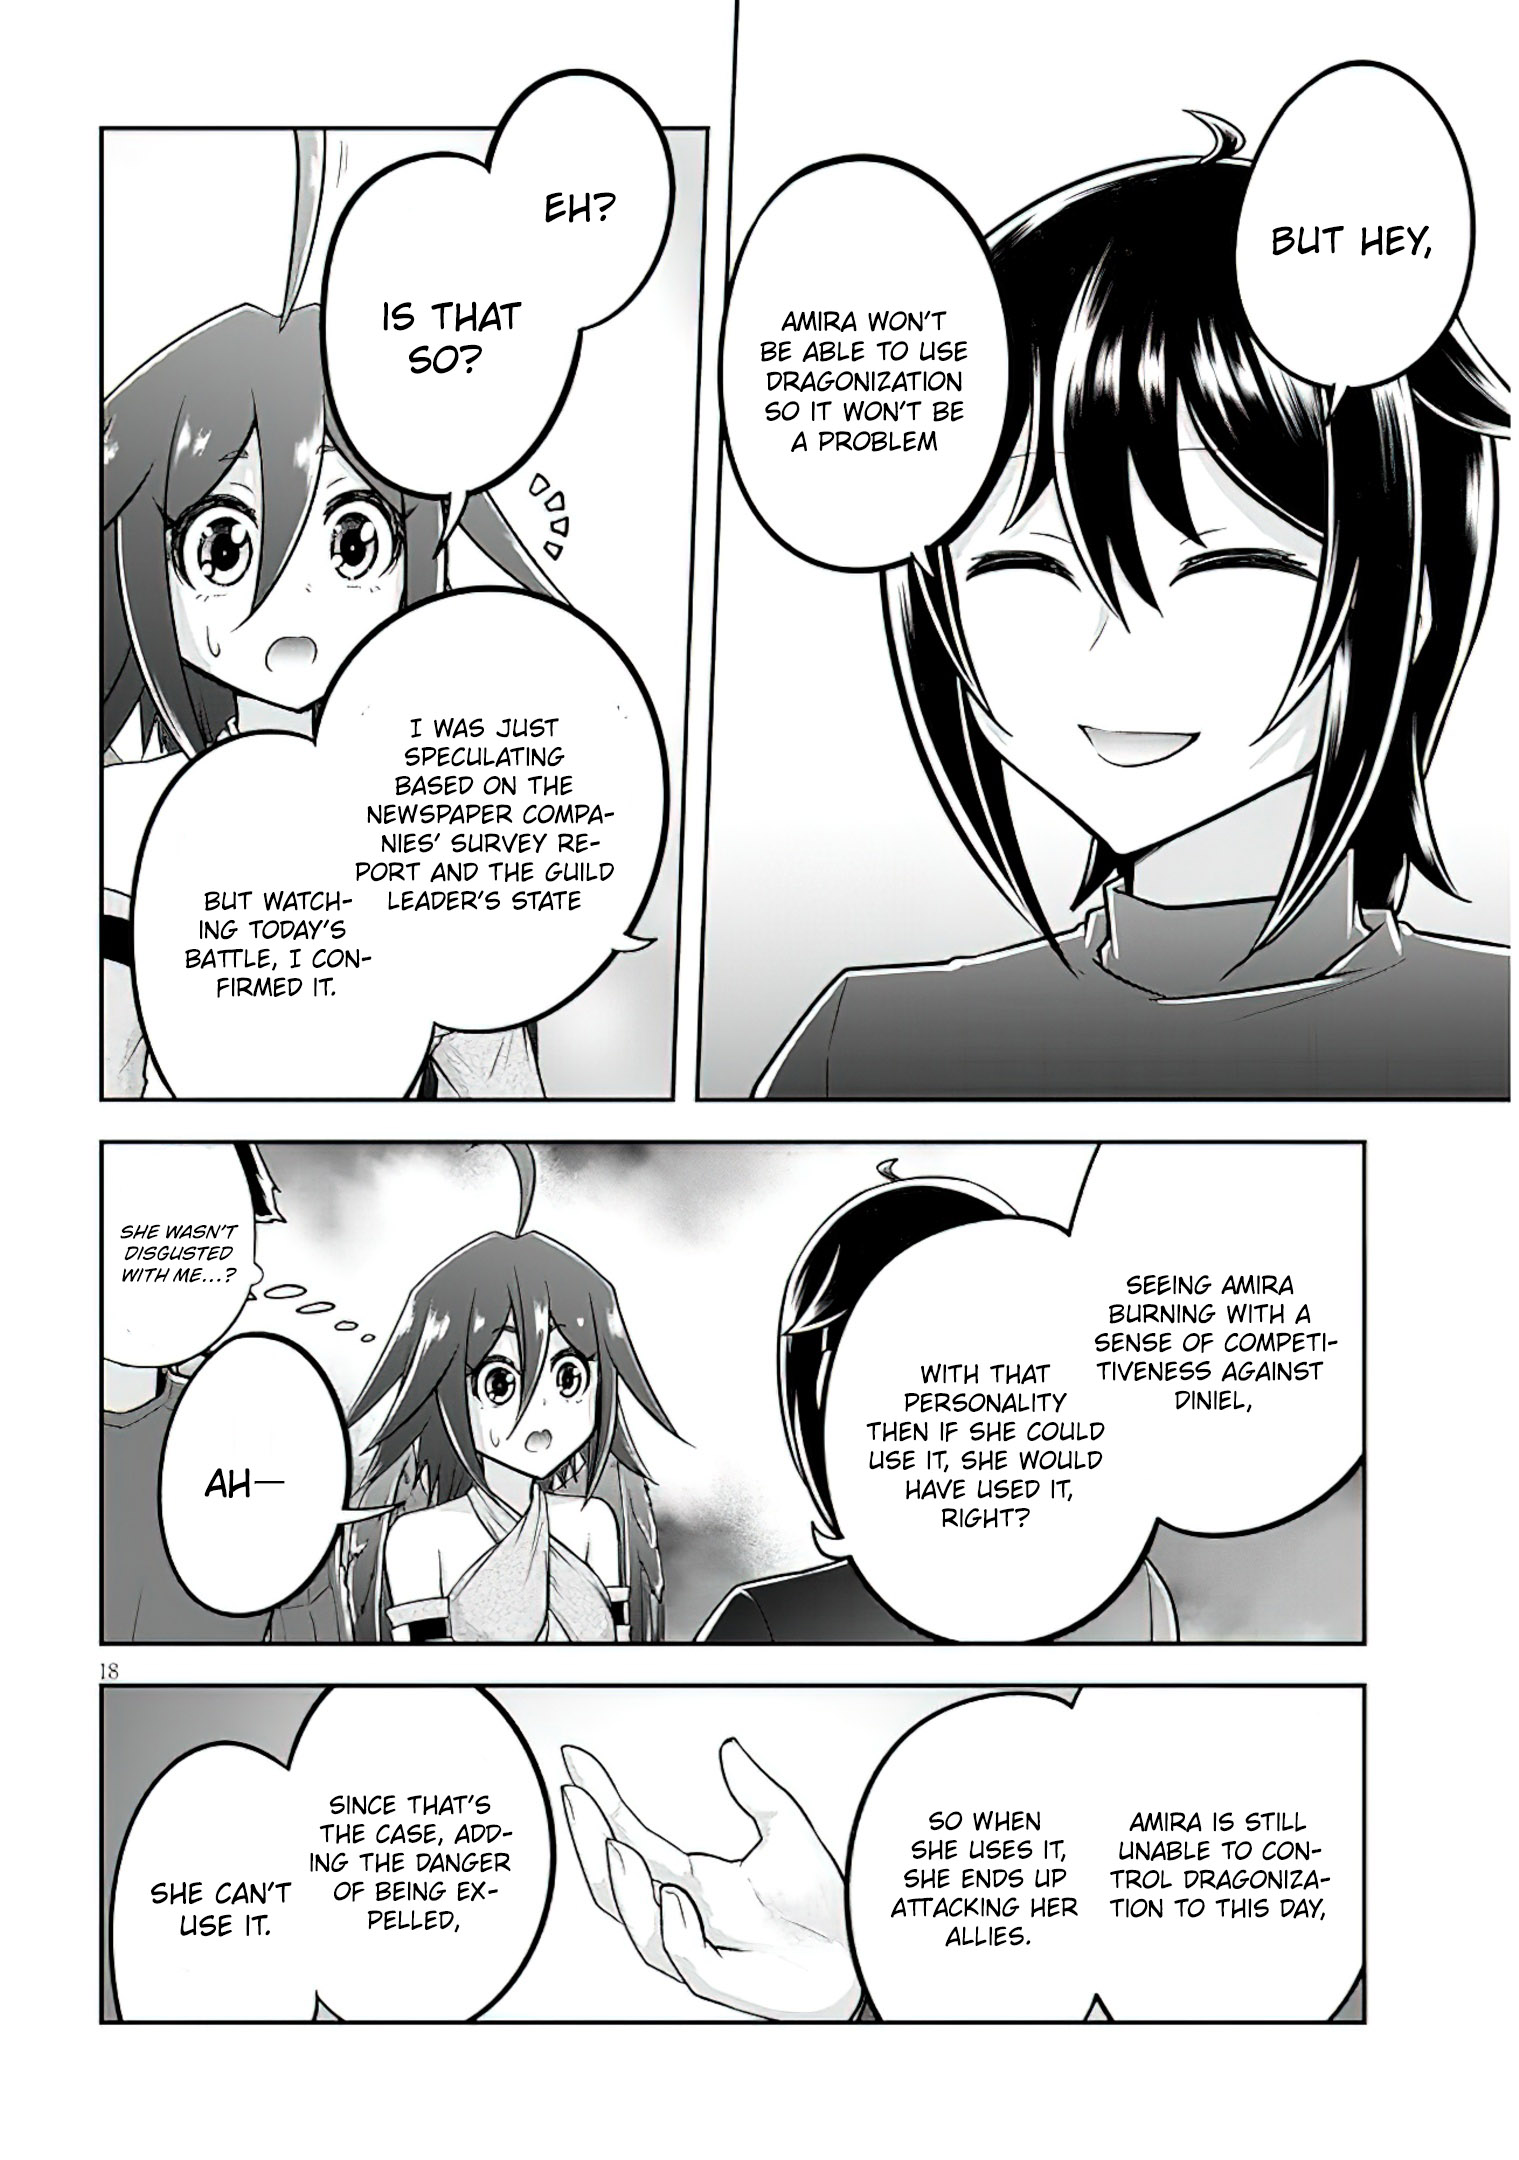 BUT HEY,
AMIRA WON'T
BE ABLE TO USE
DRAGONIZATION
SO IT WON'T BE
A PROBLEM
EH?
IS THAT
SO?
I WAS JUST
SPECULATING
BASED ON THE
NEWSPAPER COMPA-
NIES' SURVEY RE-
PORT AND THE GUILD
LEADER'S STATE
BUT WATCH-
ING TODAY'S
BATTLE, I CON-
FIRMED IT.
SEEING AMIRA
BURNING WITH A
SENSE OF COMPETI-
TIVENESS AGAINST
DINIEL,
WITH THAT
PERSONALITY
THEN IF SHE COULD
USE IT, SHE WOULD
HAVE USED IT,
RIGHT?
SHE WASN'T
DISGUSTED
WITH ME...?
AH—
18
AMIRA IS STILL
UNABLE TO CON-
TROL DRAGONIZA-
TION TO THIS DAY,
SO WHEN
SHE USES IT,
SHE ENDS UP
ATTACKING HER
ALLIES.
SINCE THAT'S
THE CASE, ADD-
ING THE DANGER
OF BEING EX-
PELLED,
SHE CAN'T
USE IT.